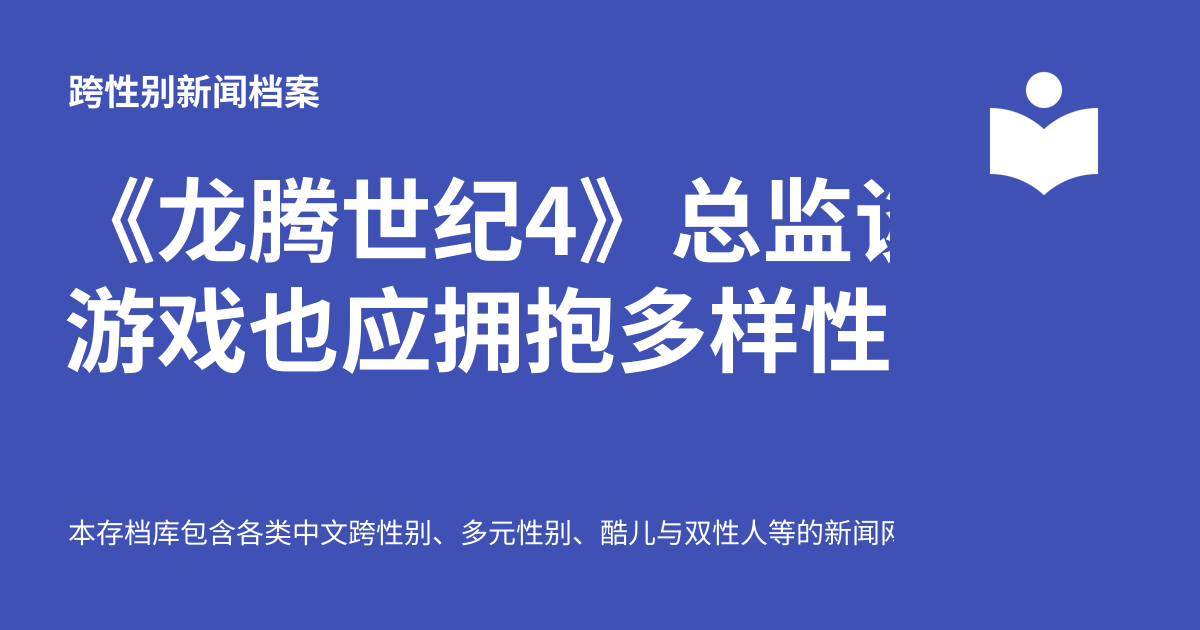 跨性别新闻档案
《龙腾世纪4》总监
游戏也应拥抱多样性
本存档库包含各类中文跨性别、多元性别、酷儿与双性人等的新闻